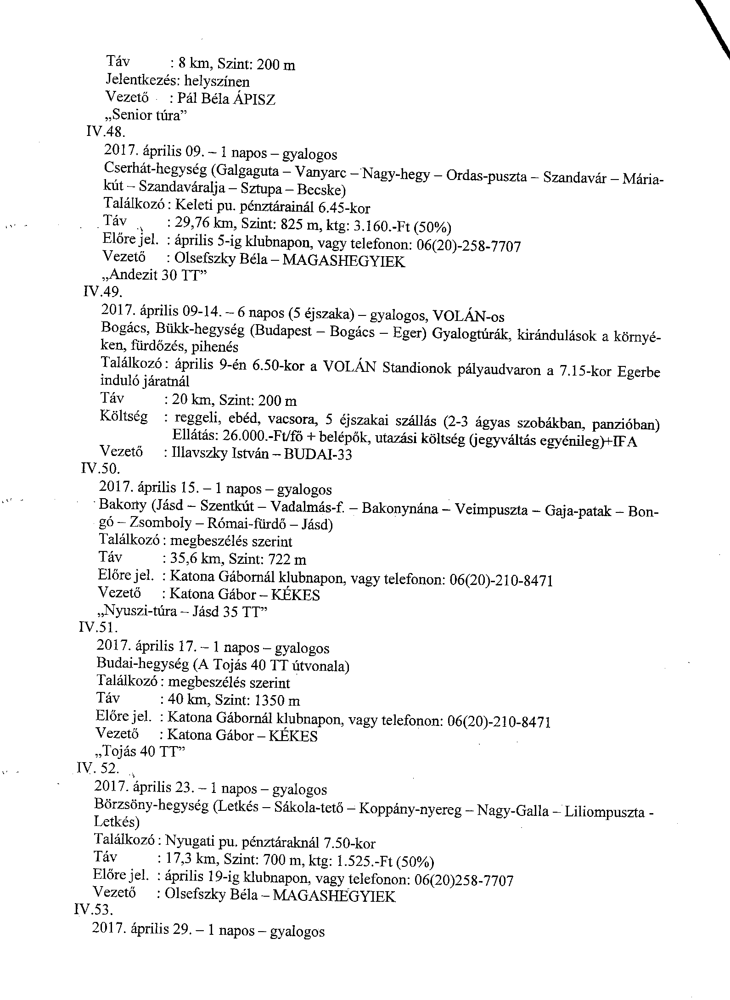 Táv : 8 km, Szint: 200 m
Jelentkezés: helyszínen
Vezető : Pál Béla ÁPISZ
„Senior túra”
IV.48.
2017. április 09. – 1 napos – gyalogos
Cserhát-hegység (Galgaguta – Vanyarc – Nagy-hegy – Ordas-puszta – Szandavár – Mária-
kút – Szandaváralja – Sztupa – Becske)
Találkozó : Keleti pu. pénztárainál 6.45-kor
Táv : 29,76 km, Szint: 825 m, ktg: 3.160.-Ft (50%)
Előre jel. : április 5-ig klubnapon, vagy telefonon: 06(20)-258-7707
Vezető : Olsefszky Béla – MAGASHEGYIEK
„Andezit 30 TT”
IV.49.
2017. április 09-14. – 6 napos (5 éjszaka) – gyalogos, VOLÁN-os
Bogács, Bükk-hegység (Budapest – Bogács – Eger) Gyalogtúrák, kirándulások a környé-
ken, fürdőzés, pihenés
Találkozó : április 9-én 6.50-kor a VOLÁN Standionok pályaudvaron a 7.15-kor Egerbe
induló járatnál
Táv : 20 km, Szint: 200 m
Költség : reggeli, ebéd, vacsora, 5 éjszakai szállás (2-3 ágyas szobákban, panzióban)
Ellátás: 26.000.-Ft/fő + belépők, utazási költség (jegyváltás egyénileg)+IFA
Vezető : Illavszky István – BUDAI-33
IV.50.
2017. április 15. – 1 napos – gyalogos
Bakony (Jásd – Szentkút – Vadalmás-f. – Bakonynána – Veimpuszta – Gaja-patak – Bon-
gó – Zsomboly – Római-fürdő – Jásd)
Találkozó : megbeszélés szerint
Táv : 35,6 km, Szint: 722 m
Előre jel. : Katona Gábornál klubnapon, vagy telefonon: 06(20)-210-8471
Vezető : Katona Gábor – KÉKES
„Nyuszi-túra – Jásd 35 TT”
IV.51.
2017. április 17. – 1 napos – gyalogos
Budai-hegység (A Tojás 40 TT útvonala)
Találkozó : megbeszélés szerint
Táv : 40 km, Szint: 1350 m
Előre jel. : Katona Gábornál klubnapon, vagy telefonon: 06(20)-210-8471
Vezető : Katona Gábor – KÉKES
„Tojás 40 TT”
IV. 52.
2017. április 23. – 1 napos – gyalogos
Börzsöny-hegység (Letkés – Sákola-tető – Koppány-nyereg – Nagy-Galla – Liliompuszta -
Letkés)
Találkozó : Nyugati pu. pénztáraknál 7.50-kor
Táv : 17,3 km, Szint: 700 m, ktg: 1.525.-Ft (50%)
Előre jel. : április 19-ig klubnapon, vagy telefonon: 06(20)258-7707
Vezető : Olsefszky Béla – MAGASHEGYIEK
IV.53.
2017. április 29. – 1 napos – gyalogos